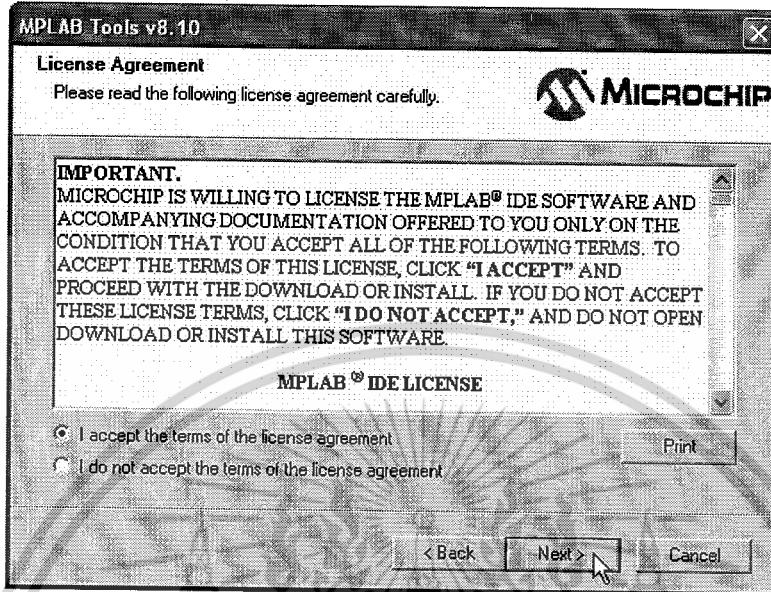 MPLAB Tools v8.10
License Agreement
Please read the following license agreement carefully.
MICROCHIP
IMPORTANT.
MICROCHIP IS WILLING TO LICENSE THE MPLAB® IDE SOFTWARE AND
ACCOMPANYING DOCUMENTATION OFFERED TO YOU ONLY ON THE
CONDITION THAT YOU ACCEPT ALL OF THE FOLLOWING TERMS. TO
ACCEPT THE TERMS OF THIS LICENSE, CLICK “I ACCEPT” AND
PROCEED WITH THE DOWNLOAD OR INSTALL. IF YOU DO NOT ACCEPT
THESE LICENSE TERMS, CLICK “I DO NOT ACCEPT,” AND DO NOT OPEN
DOWNLOAD OR INSTALL THIS SOFTWARE.
MPLAB ® IDE LICENSE
I accept the terms of the license agreement
Print
I do not accept the terms of the license agreement
< Back Next > Cancel